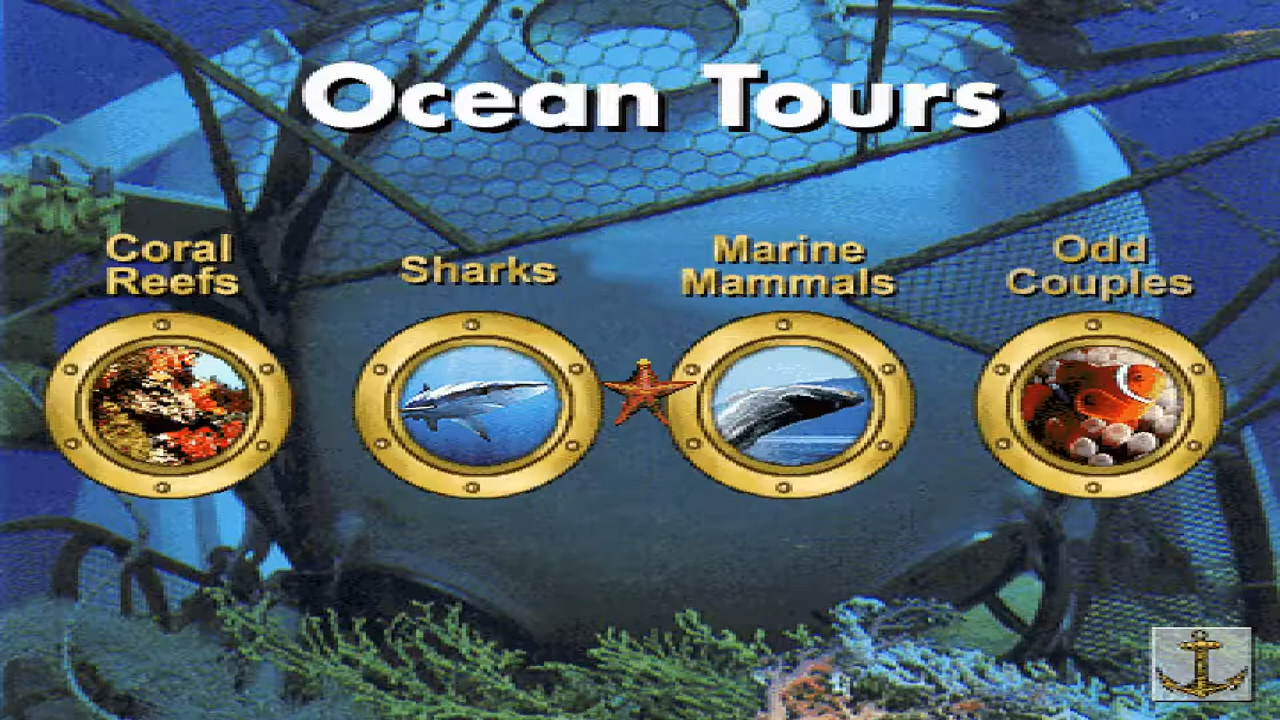 Ocean Tours
Coral
Reefs
Sharks
Marine
Mammals
Odd
Couples